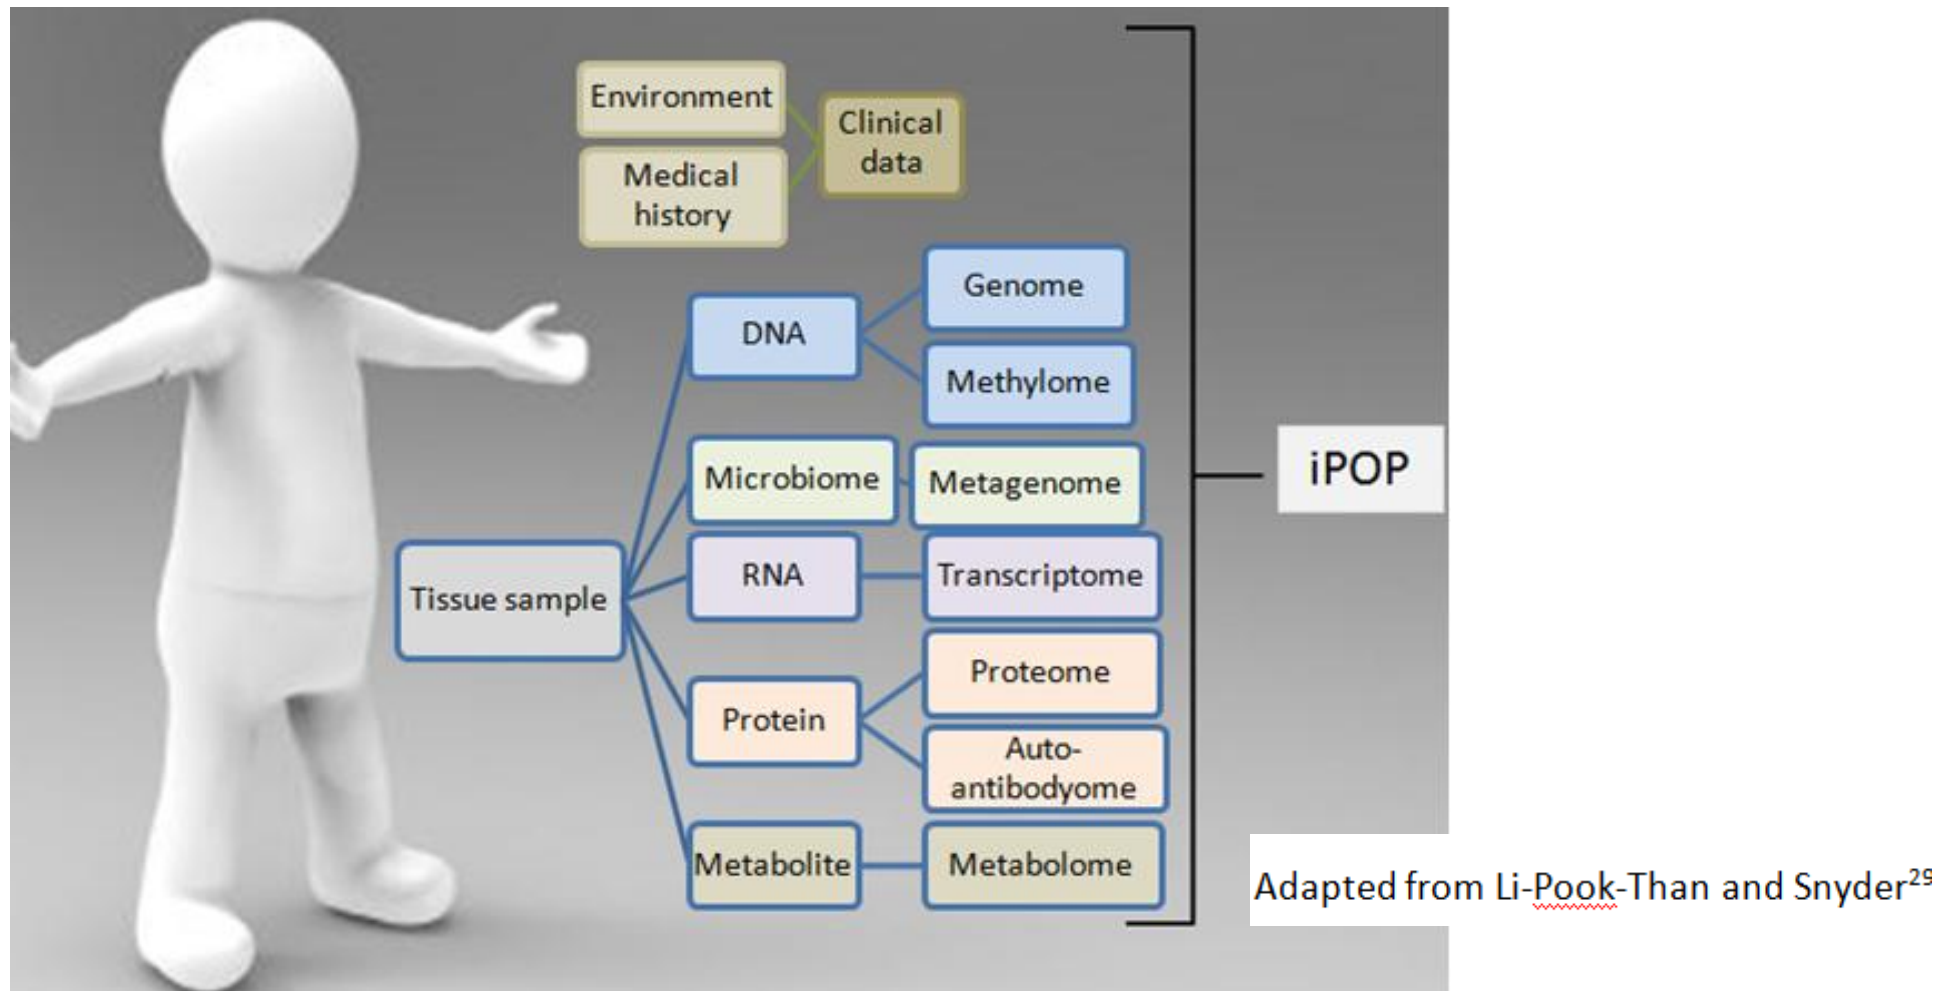 Environment
Clinical
data
Medical
history
Genome
DNA
Methylome
Microbiome
Metagenome
iPOP
Tissue sample
RNA
Transcriptome
Proteome
Protein
Auto-
antibodyome
Metabolite
Metabolome
Adapted from Li-Pook-Than and Snyder²⁹